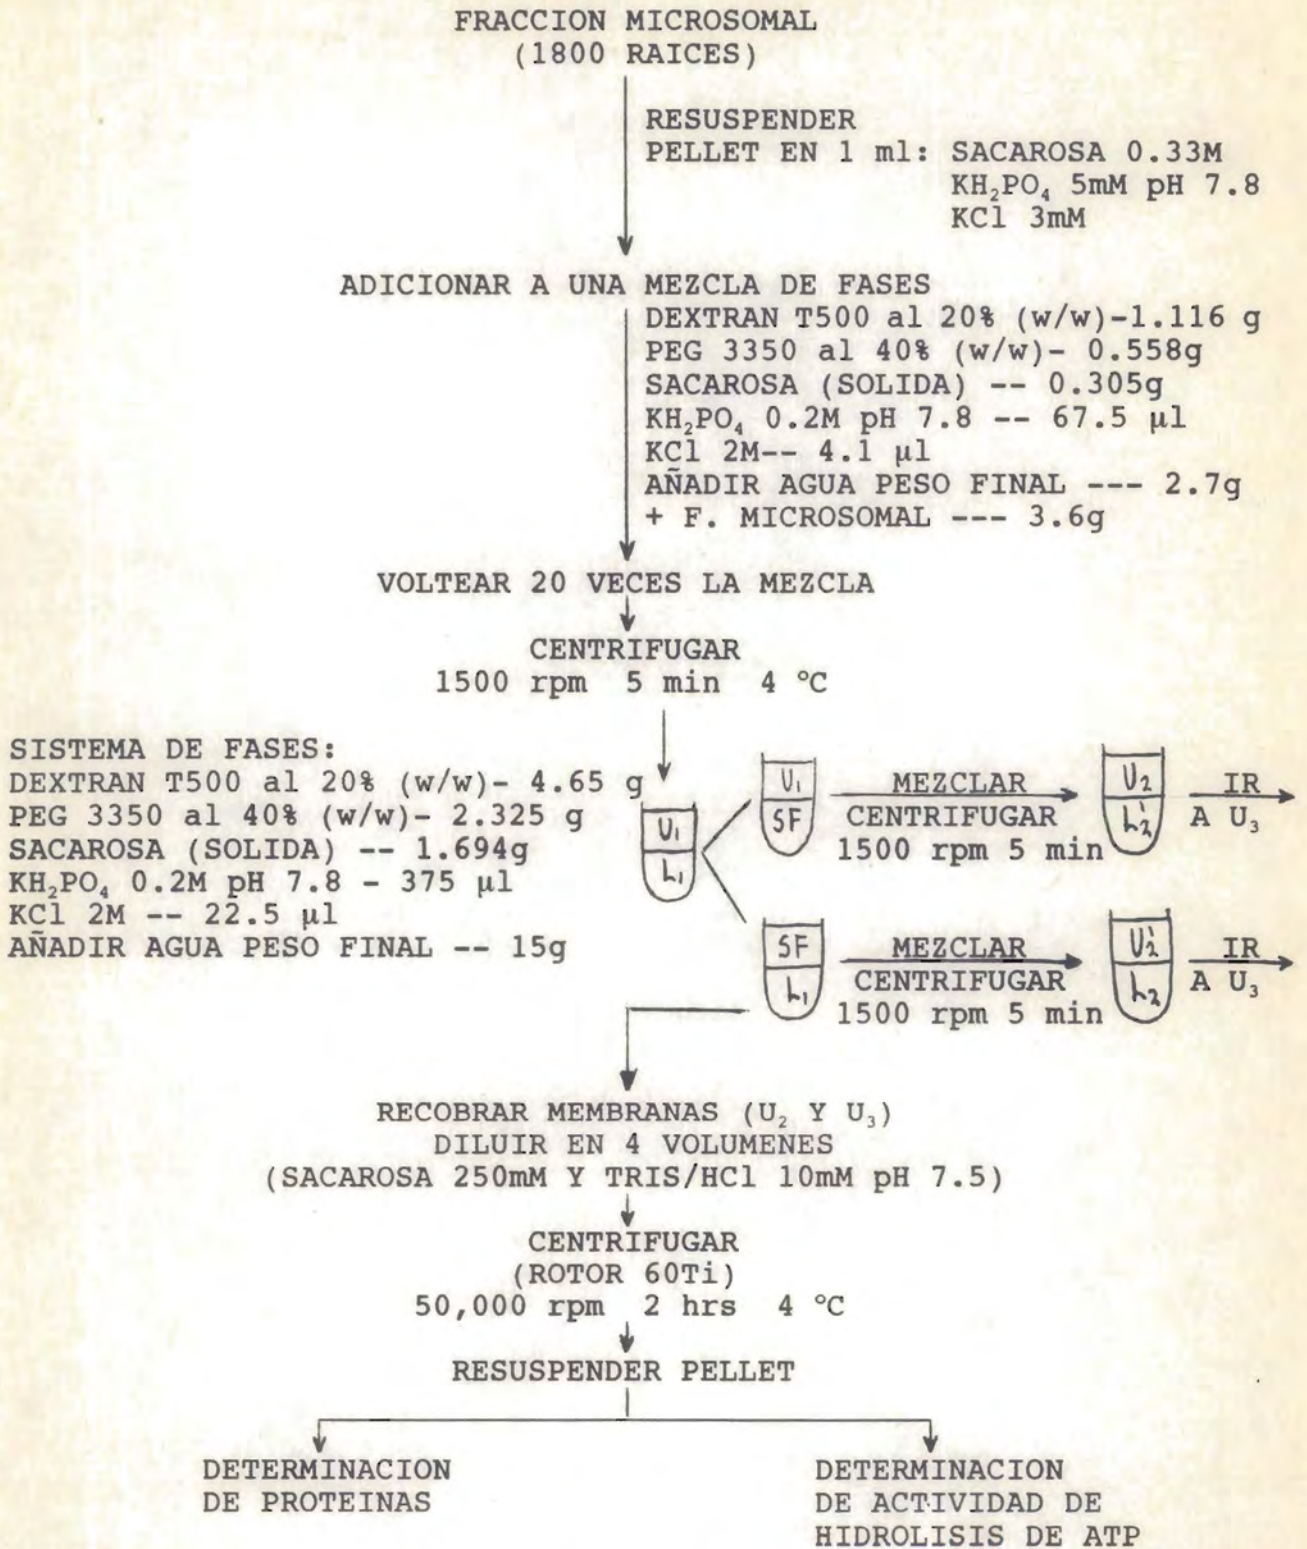 FRACCION MICROSOMAL
(1800 RAICES)
RESUSPENDER
PELLET EN 1 ml: SACAROSA 0.33M
KH₂PO₄ 5mM pH 7.8
KCl 3mM
ADICIONAR A UNA MEZCLA DE FASES
DEXTRAN T500 al 20% (w/w)-1.116 g
PEG 3350 al 40% (w/w)- 0.558g
SACAROSA (SOLIDA) -- 0.305g
KH₂PO₄ 0.2M pH 7.8 -- 67.5 µl
KCl 2M-- 4.1 µl
AÑADIR AGUA PESO FINAL --- 2.7g
+ F. MICROSOMAL --- 3.6g
VOLTEAR 20 VECES LA MEZCLA
CENTRIFUGAR
1500 rpm 5 min 4 °C
SISTEMA DE FASES:
DEXTRAN T500 al 20% (w/w)- 4.65 g
PEG 3350 al 40% (w/w)- 2.325 g
SACAROSA (SOLIDA) -- 1.694g
KH₂PO₄ 0.2M pH 7.8 - 375 µl
KCl 2M -- 22.5 µl
AÑADIR AGUA PESO FINAL -- 15g
U₁
L₁
U₁
SF
MEZCLAR
CENTRIFUGAR
1500 rpm 5 min
U₂
L₂'
IR
A U₃
SF
L₁
MEZCLAR
CENTRIFUGAR
1500 rpm 5 min
U₂'
L₂
IR
A U₃
RECOBRAR MEMBRANAS (U₂ Y U₃)
DILUIR EN 4 VOLUMENES
(SACAROSA 250mM Y TRIS/HCl 10mM pH 7.5)
CENTRIFUGAR
(ROTOR 60Ti)
50,000 rpm 2 hrs 4 °C
RESUSPENDER PELLET
DETERMINACION
DE PROTEINAS
DETERMINACION
DE ACTIVIDAD DE
HIDROLISIS DE ATP